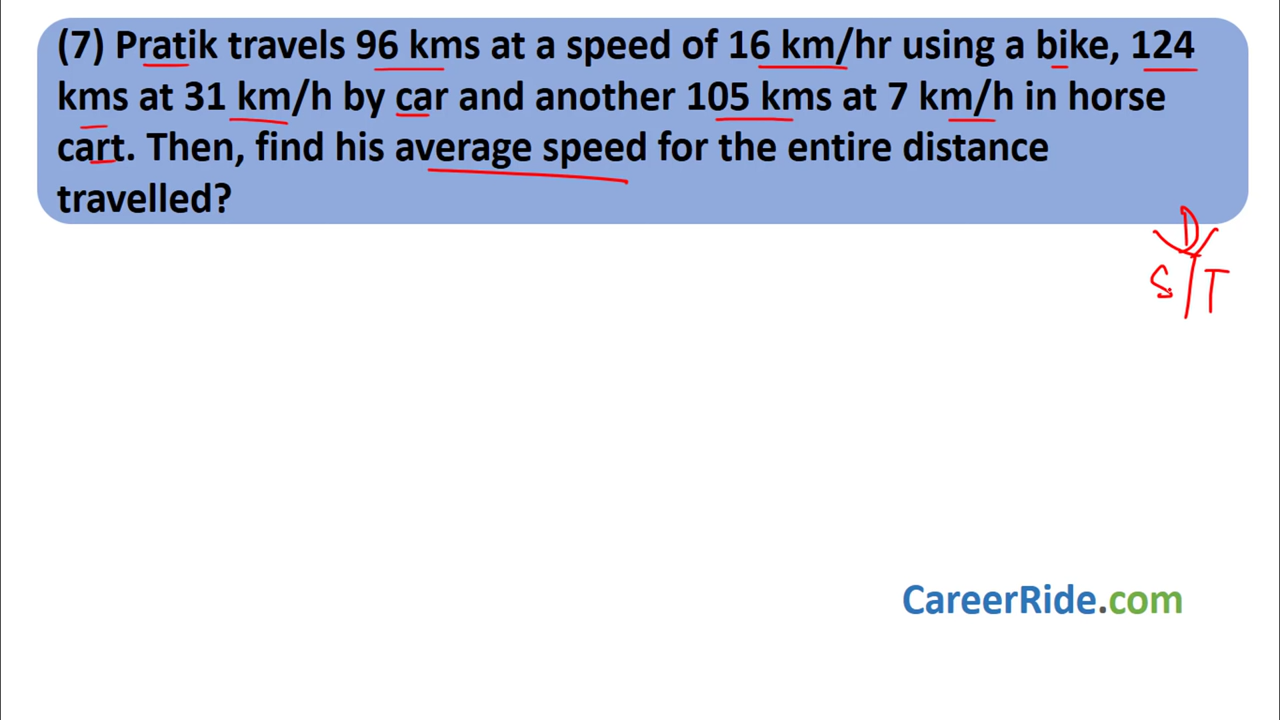 (7) Pratik travels 96 kms at a speed of 16 km/hr using a bike, 124
kms at 31 km/h by car and another 105 kms at 7 km/h in horse
cart. Then, find his average speed for the entire distance
travelled?
D
S T
CareerRide.com